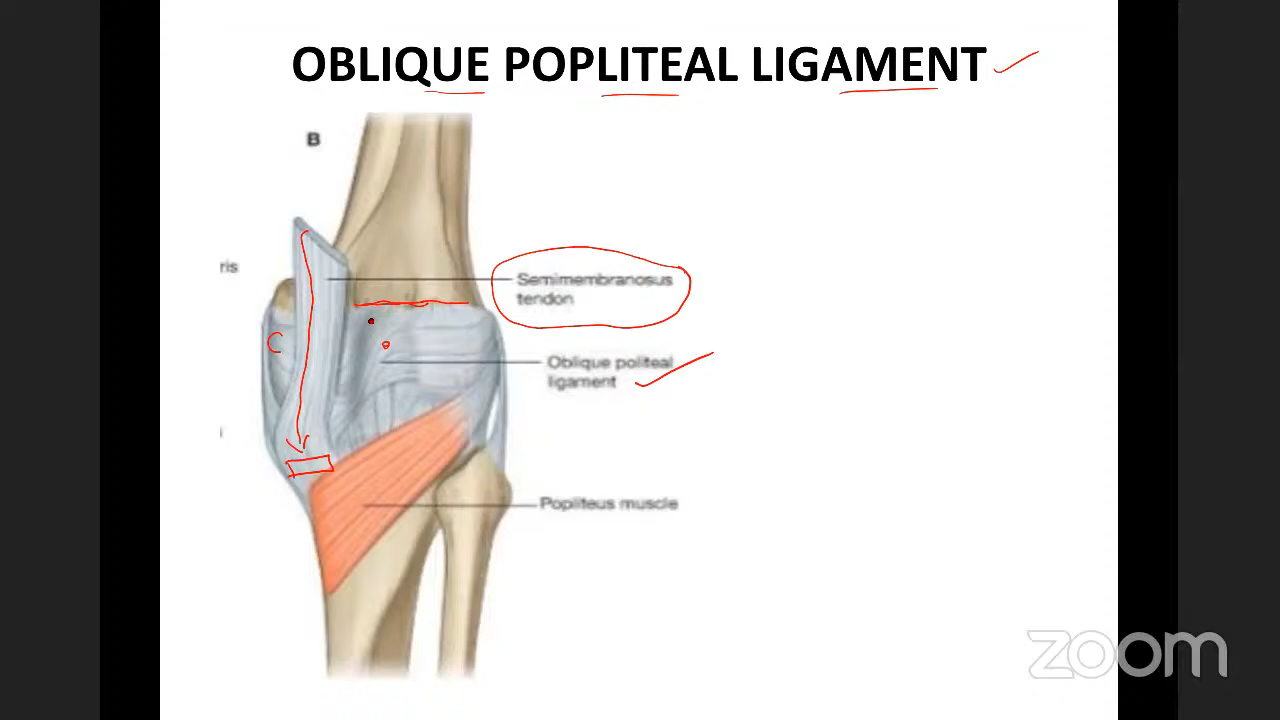 OBLIQUE POPLITEAL LIGAMENT
B
ris
Semimembranosus
tendon
C
Oblique politeal
ligament
Popliteus muscle
zoom